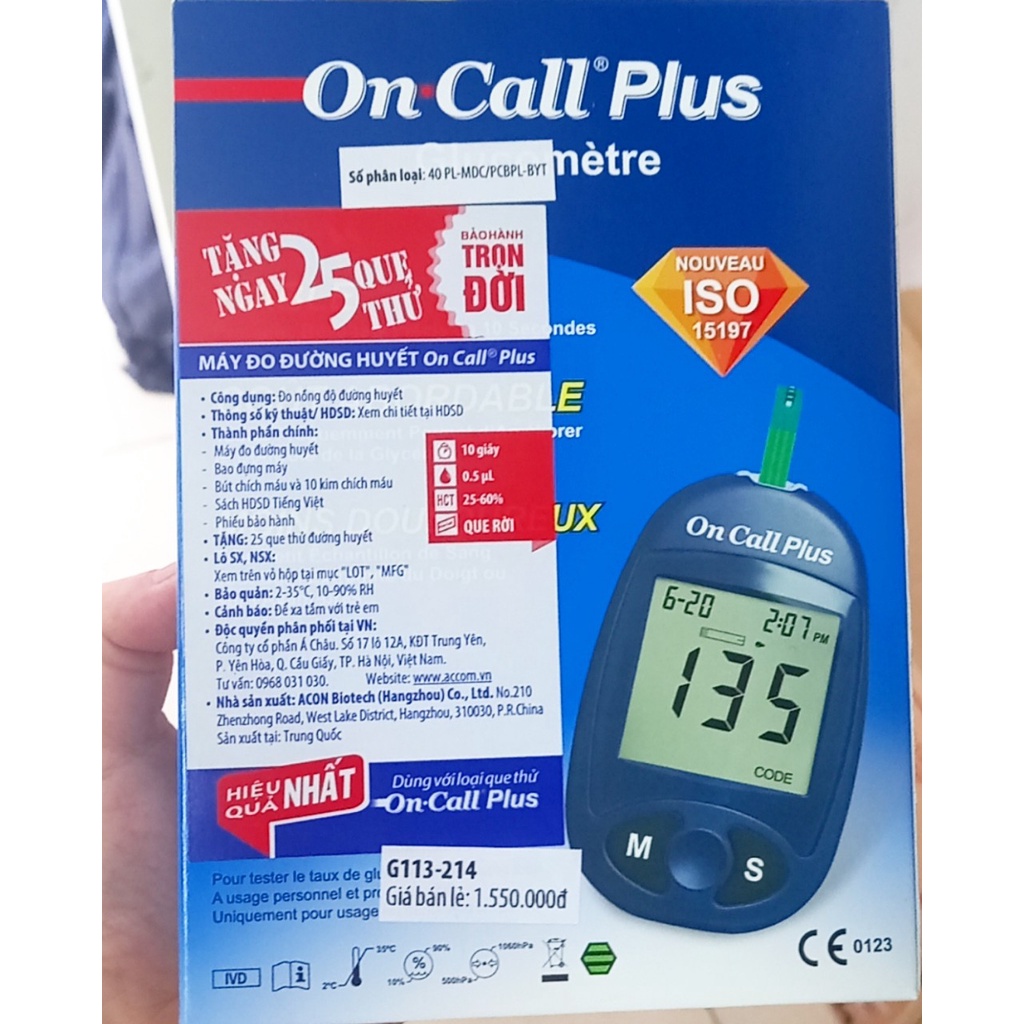 On Call® Plus
mètre
Số phân loại: 40 PL-MDC/PCBPL-BYT
TẶNG NGAY 25 QUE THỬ
BẢO HÀNH
TRỌN
ĐỜI
NOUVEAU
ISO
15197
10 Secondes
MÁY ĐO ĐƯỜNG HUYẾT On Call® Plus
• Công dụng: Đo nồng độ đường huyết
• Thông số kỹ thuật/ HDSD: Xem chi tiết tại HDSD
• Thành phần chính:
- Máy đo đường huyết
- Bao đựng máy
- Bút chích máu và 10 kim chích máu
- Sách HDSD Tiếng Việt
- Phiếu bảo hành
• TẶNG: 25 que thử đường huyết
• Lô SX, NSX:
Xem trên vỏ hộp tại mục "LOT", "MFG"
• Bảo quản: 2-35°C, 10-90% RH
• Cảnh báo: Để xa tầm với trẻ em
• Độc quyền phân phối tại VN:
Công ty cổ phần Á Châu. Số 17 lô 12A, KĐT Trung Yên,
P. Yên Hòa, Q. Cầu Giấy, TP. Hà Nội, Việt Nam.
Tư vấn: 0968 031 030. Website: www.accom.vn
• Nhà sản xuất: ACON Biotech (Hangzhou) Co., Ltd. No.210
Zhenzhong Road, West Lake District, Hangzhou, 310030, P.R.China
Sản xuất tại: Trung Quốc
10 giây
0.5 µL
HCT 25-60%
QUE RỜI
UX
On Call Plus
6-20 2:07 PM
135
CODE
M S
HIỆU QUẢ NHẤT
Dùng với loại que thử
On Call® Plus
G113-214
Giá bán lẻ: 1.550.000đ
Pour tester le taux de
A usage personnel et
Uniquement pour usage
IVD
2°C 35°C
10% % 90%
500hPa 1060hPa
CE 0123